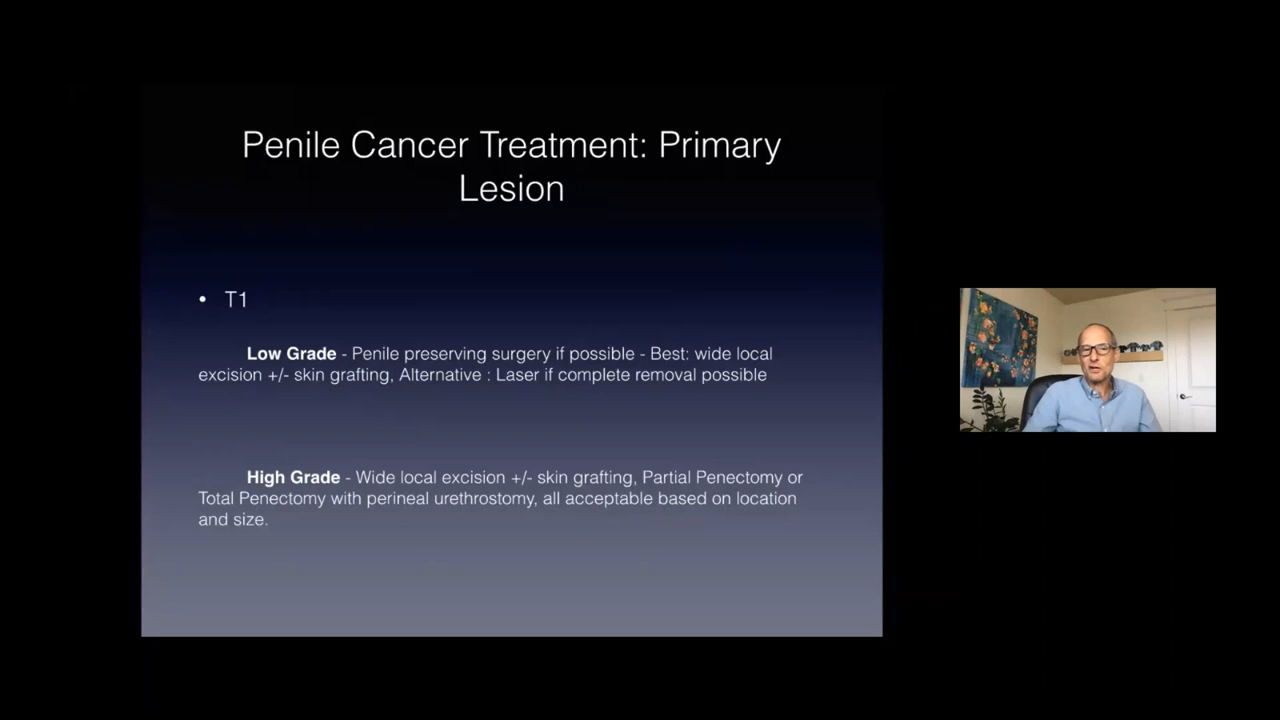 Penile Cancer Treatment: Primary
Lesion
• T1
Low Grade - Penile preserving surgery if possible - Best: wide local
excision +/- skin grafting, Alternative : Laser if complete removal possible
High Grade - Wide local excision +/- skin grafting, Partial Penectomy or
Total Penectomy with perineal urethrostomy, all acceptable based on location
and size.